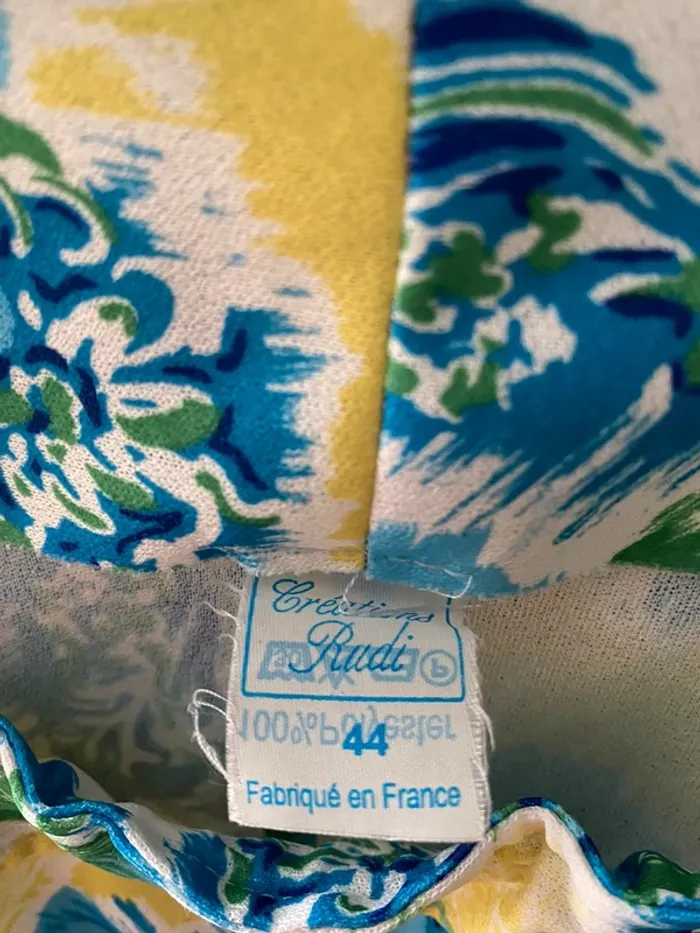 Créations
Rudi
44
100%Polyester
Fabriqué en France